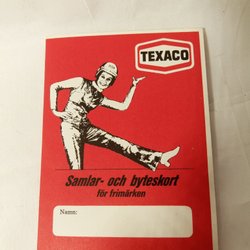 TEXACO
Samlar- och byteskort
för frimärken
Namn: